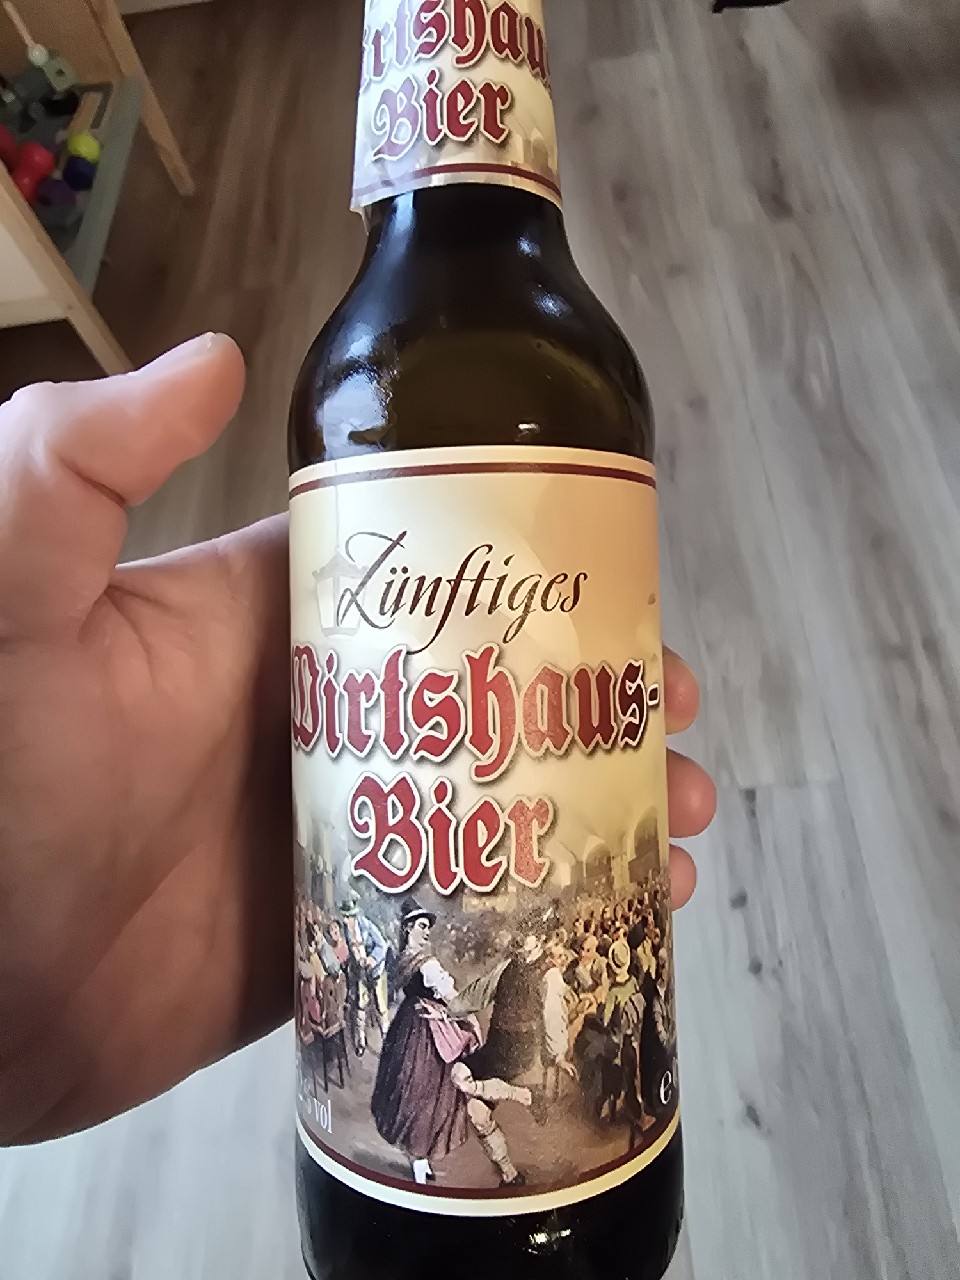 Wirtshaus
Bier
Zünftiges
Wirtshaus-
Bier
vol
e